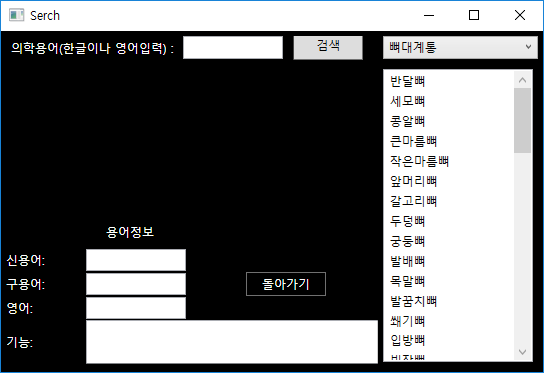 Serch
의학용어(한글이나 영어입력) :
검색
뼈대계통
반달뼈
세모뼈
콩알뼈
큰마름뼈
작은마름뼈
앞머리뼈
갈고리뼈
두덩뼈
궁둥뼈
발배뼈
목말뼈
발꿈치뼈
쐐기뼈
입방뼈
용어정보
신용어:
구용어:
영어:
기능:
돌아가기